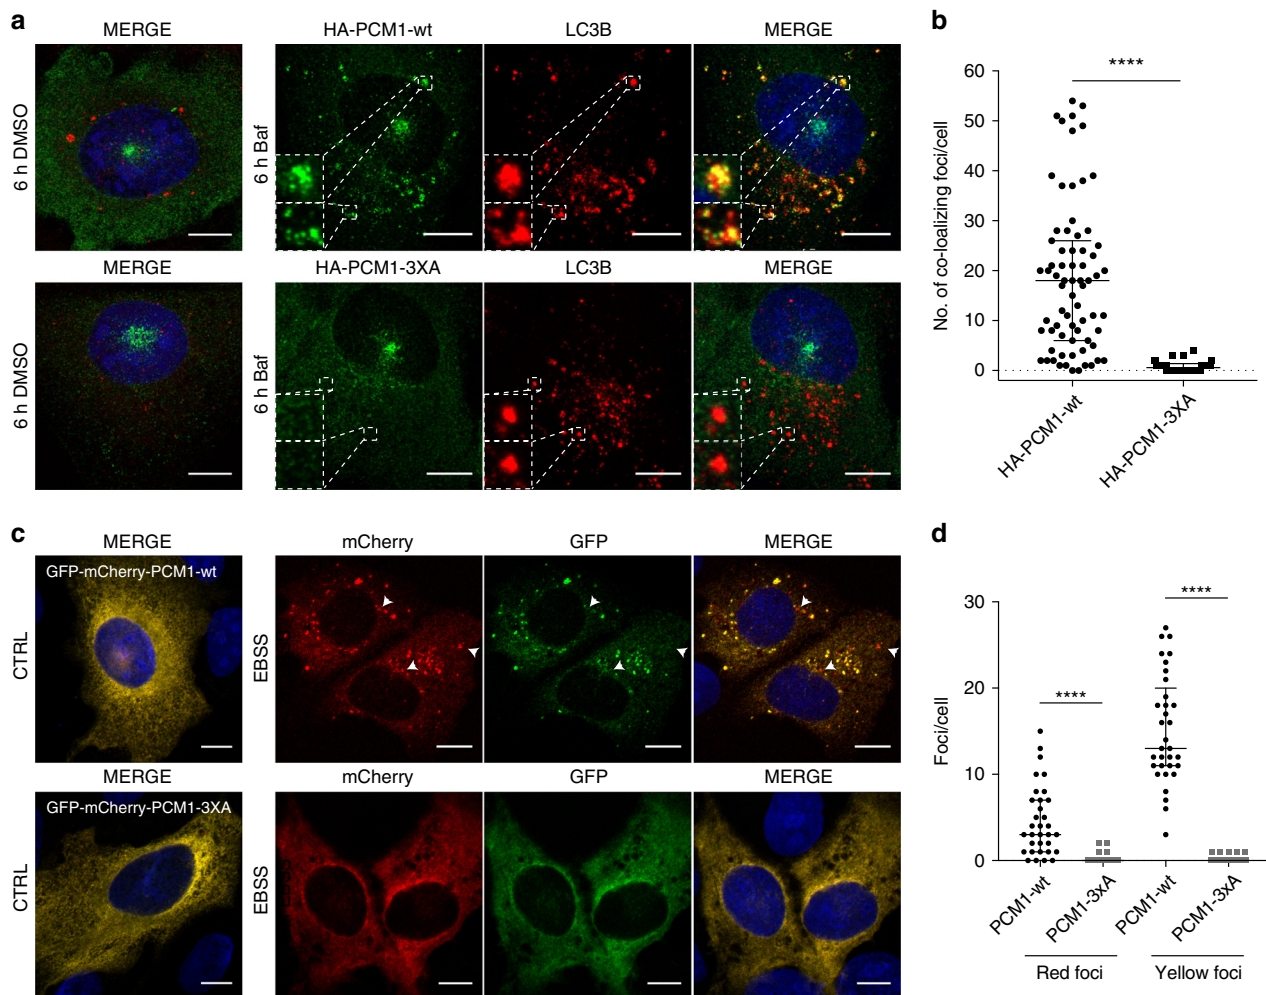 a
MERGE
HA-PCM1-wt
LC3B
MERGE
6 h DMSO
6 h Baf
MERGE
HA-PCM1-3XA
LC3B
MERGE
6 h DMSO
6 h Baf
b
No. of co-loalizing foci/cell
60
50
40
30
20
10
0
****
HA-PCM1-wt
HA-PCM1-3XA
c
MERGE
mCherry
GFP
MERGE
GFP-mCherry-PCM1-wt
CTRL
EBSS
MERGE
mCherry
GFP
MERGE
GFP-mCherry-PCM1-3XA
CTRL
EBSS
EBSS
d
Foci/cell
30
20
10
0
****
****
PCM1-wt
PCM1-3xA
PCM1-wt
PCM1-3xA
Red foci
Yellow foci